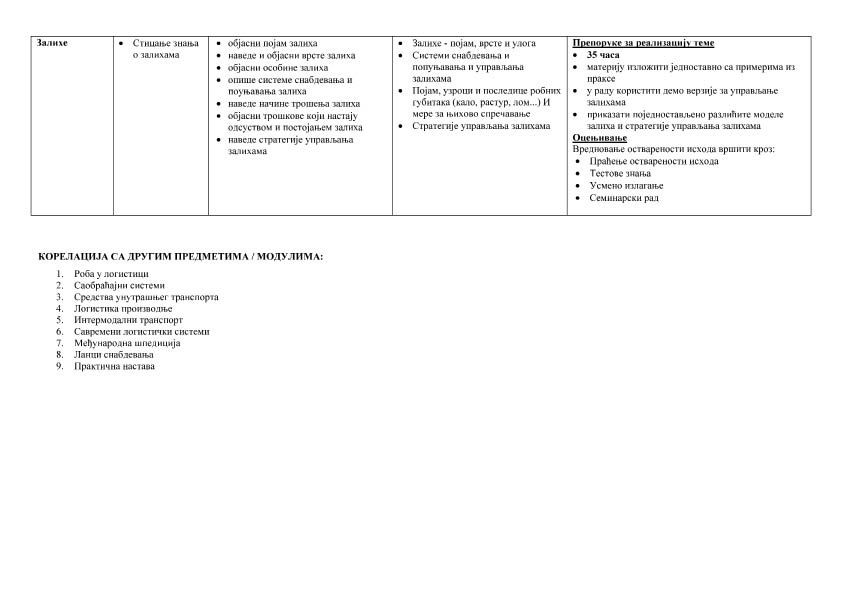 Залихе
• Стицање знања
о залихама
• објасни појам залиха
• наведе и објасни врсте залиха
• објасни особине залиха
• опише системе снабдевања и
поуњавања залиха
• наведе начине трошења залиха
• објасни трошкове који настају
одсуством и постојањем залиха
• наведе стратегије управљања
залихама
• Залихе - појам, врсте и улога
• Системи снабдевања и
попуњавања и управљања
залихама
• Појам, узроци и последице робних
губитака (кало, растур, лом...) И
мере за њихово спречавање
• Стратегије управљања залихама
Препоруке за реализацију теме
• 35 часа
• материју изложити једноставно са примерима из
праксе
• у раду користити демо верзије за управљање
залихама
• приказати поједностављено различите моделе
залиха и стратегије управљања залихама
Оцењивање
Вредновање остварености исхода вршити кроз:
• Праћење остварености исхода
• Тестове знања
• Усмено излагање
• Семинарски рад
КОРЕЛАЦИЈА СА ДРУГИМ ПРЕДМЕТИМА / МОДУЛИМА:
1. Роба у логистици
2. Саобраћајни системи
3. Средства унутрашњег транспорта
4. Логистика производње
5. Интермодални транспорт
6. Савремени логистички системи
7. Међународна шпедиција
8. Ланци снабдевања
9. Практична настава